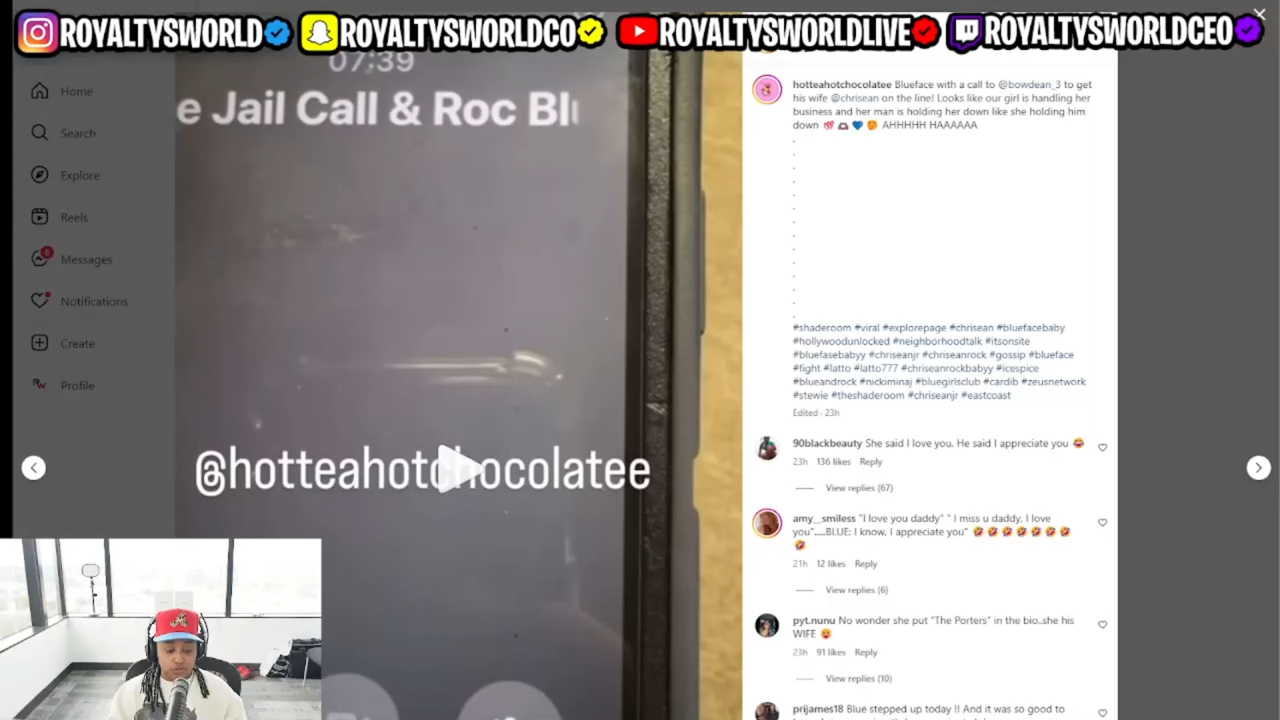 ROYALTYSWORLD ROYALTYSWORLDCO ROYALTYSWORLDLIVE ROYALTYSWORLDCEO
07:39
e Jail Call & Roc Blu
@hotteahotchocolatee
Home
Search
Explore
Reels
6
Messages
Notifications
Create
Profile
hotteahotchocolatee Blueface with a call to @bowdean_3 to get
his wife @chrisean on the line! Looks like our girl is handling her
business and her man is holding her down like she holding him
down 💯🫶🏽💙🥰 AHHHHH HAAAAAA
.
.
.
.
.
.
.
.
.
.
.
.
.
.
#shaderoom #viral #explorepage #chrisean #bluefacebaby
#hollywoodunlocked #neighborhoodtalk #itsonsite
#bluefasebabyy #chriseanjr #chriseanrock #gossip #blueface
#fight #latto #latto777 #chriseanrockbabyy #icespice
#blueandrock #nickiminaj #bluegirlsclub #cardib #zeusnetwork
#stewie #theshaderoom #chriseanjr #eastcoast
Edited · 23h
90blackbeauty She said I love you. He said I appreciate you 😂
23h 136 likes Reply
View replies (67)
amy__smiless "I love you daddy" " I miss u daddy, I love
you".....BLUE: I know, I appreciate you" 🤣🤣🤣🤣🤣🤣🤣
🤣
21h 12 likes Reply
View replies (6)
pyt.nunu No wonder she put "The Porters" in the bio..she his
WIFE 🥰
23h 91 likes Reply
View replies (10)
prijames18 Blue stepped up today !! And it was so good to